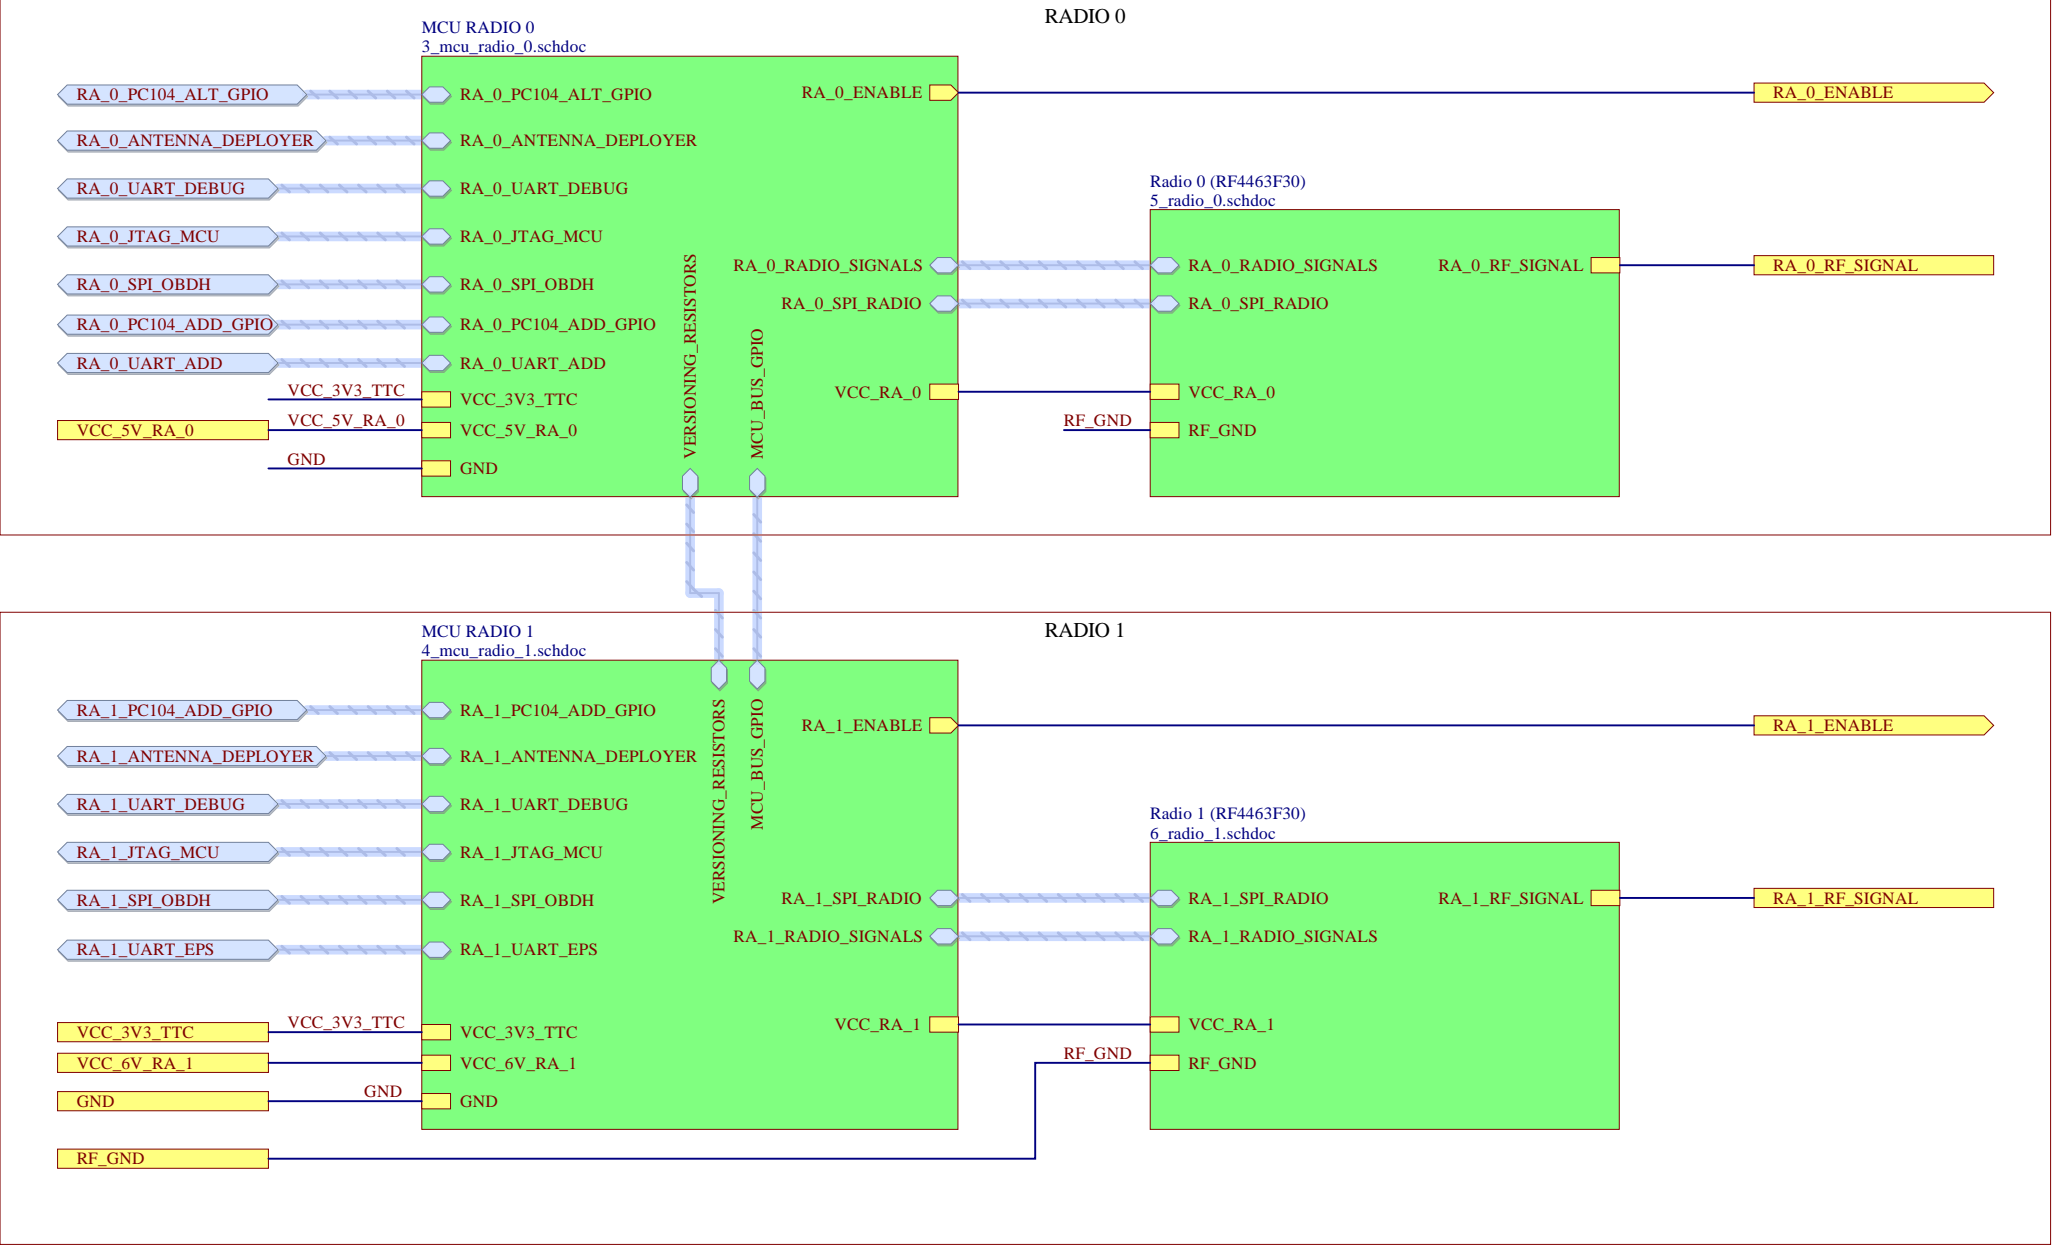 RADIO 0
MCU RADIO 0
3_mcu_radio_0.schdoc
RA_0_PC104_ALT_GPIO
RA_0_PC104_ALT_GPIO
RA_0_ENABLE
RA_0_ENABLE
RA_0_ANTENNA_DEPLOYER
RA_0_ANTENNA_DEPLOYER
RA_0_UART_DEBUG
RA_0_UART_DEBUG
Radio 0 (RF4463F30)
5_radio_0.schdoc
RA_0_JTAG_MCU
RA_0_JTAG_MCU
RA_0_RADIO_SIGNALS
RA_0_RADIO_SIGNALS
RA_0_RF_SIGNAL
RA_0_RF_SIGNAL
RA_0_SPI_OBDH
RA_0_SPI_OBDH
RA_0_SPI_RADIO
RA_0_SPI_RADIO
RA_0_PC104_ADD_GPIO
RA_0_PC104_ADD_GPIO
RA_0_UART_ADD
RA_0_UART_ADD
VERSIONING_RESISTORS
MCU_BUS_GPIO
VCC_3V3_TTC
VCC_3V3_TTC
VCC_RA_0
VCC_RA_0
VCC_5V_RA_0
VCC_5V_RA_0
VCC_5V_RA_0
RF_GND
RF_GND
GND
GND
RADIO 1
MCU RADIO 1
4_mcu_radio_1.schdoc
RA_1_PC104_ADD_GPIO
RA_1_PC104_ADD_GPIO
RA_1_ENABLE
RA_1_ENABLE
RA_1_ANTENNA_DEPLOYER
RA_1_ANTENNA_DEPLOYER
VERSIONING_RESISTORS
MCU_BUS_GPIO
RA_1_UART_DEBUG
RA_1_UART_DEBUG
Radio 1 (RF4463F30)
6_radio_1.schdoc
RA_1_JTAG_MCU
RA_1_JTAG_MCU
RA_1_SPI_OBDH
RA_1_SPI_OBDH
RA_1_SPI_RADIO
RA_1_SPI_RADIO
RA_1_RF_SIGNAL
RA_1_RF_SIGNAL
RA_1_UART_EPS
RA_1_UART_EPS
RA_1_RADIO_SIGNALS
RA_1_RADIO_SIGNALS
VCC_3V3_TTC
VCC_3V3_TTC
VCC_3V3_TTC
VCC_RA_1
VCC_RA_1
VCC_6V_RA_1
VCC_6V_RA_1
RF_GND
RF_GND
GND
GND
GND
RF_GND